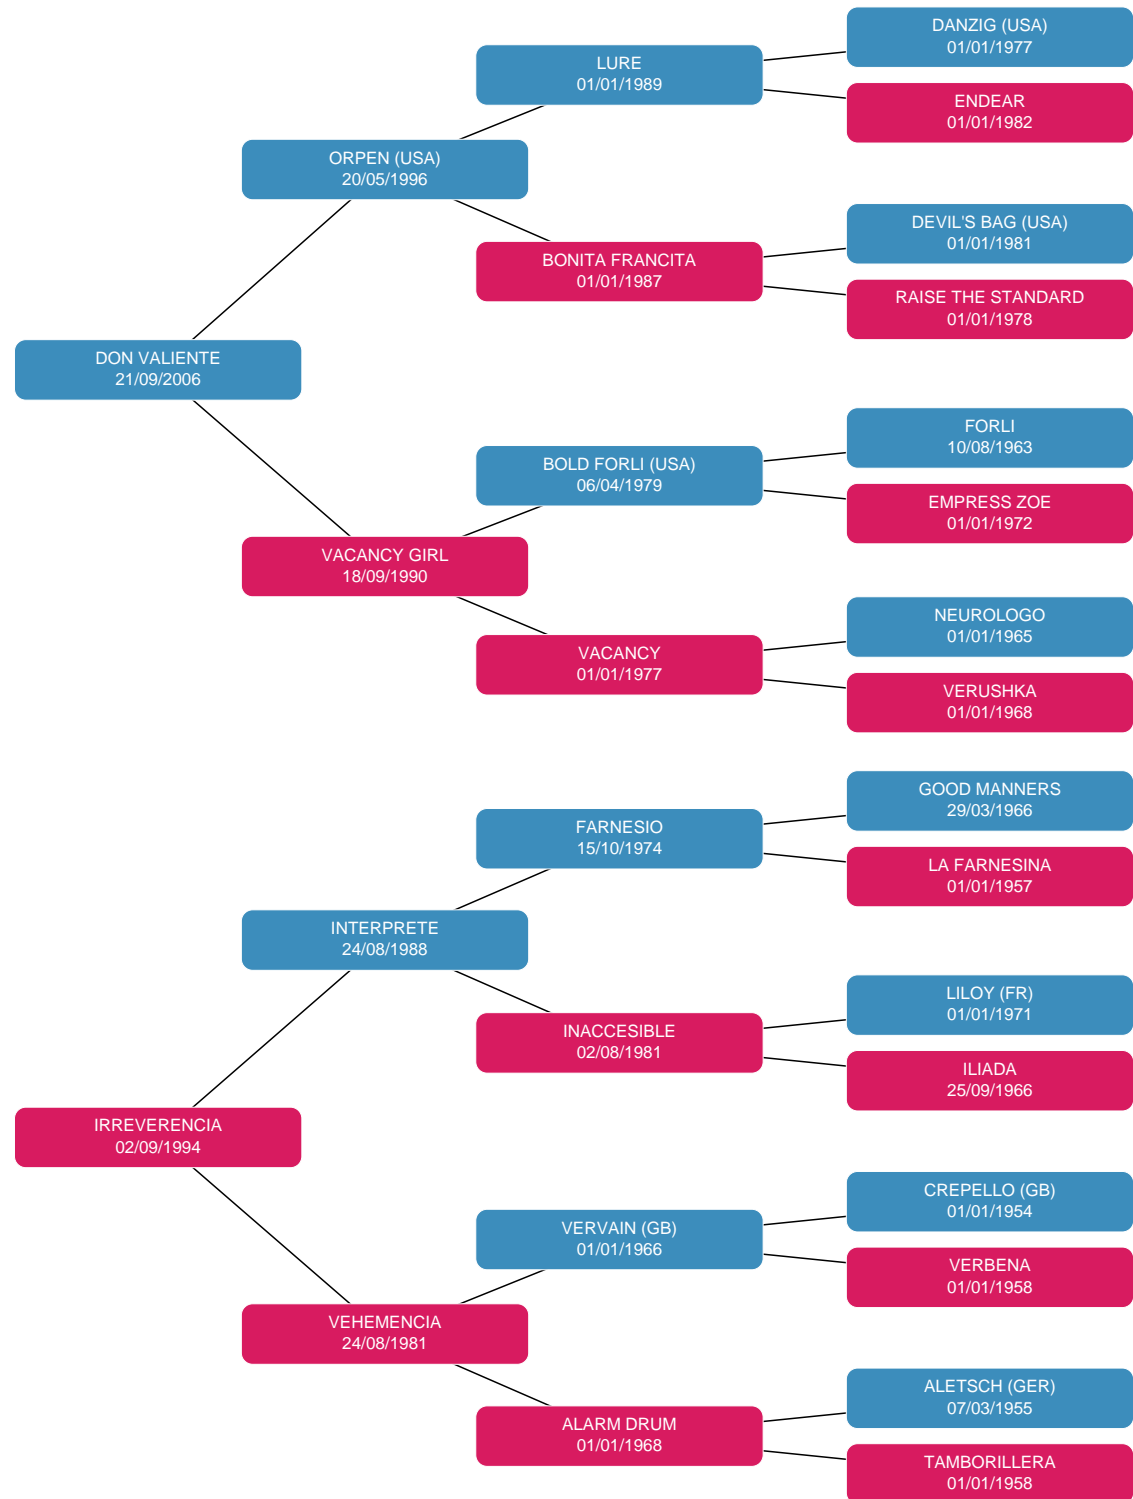 DANZIG (USA)
01/01/1977
LURE
01/01/1989
ENDEAR
01/01/1982
ORPEN (USA)
20/05/1996
DEVIL'S BAG (USA)
01/01/1981
BONITA FRANCITA
01/01/1987
RAISE THE STANDARD
01/01/1978
DON VALIENTE
21/09/2006
FORLI
10/08/1963
BOLD FORLI (USA)
06/04/1979
EMPRESS ZOE
01/01/1972
VACANCY GIRL
18/09/1990
NEUROLOGO
01/01/1965
VACANCY
01/01/1977
VERUSHKA
01/01/1968
GOOD MANNERS
29/03/1966
FARNESIO
15/10/1974
LA FARNESINA
01/01/1957
INTERPRETE
24/08/1988
LILOY (FR)
01/01/1971
INACCESIBLE
02/08/1981
ILIADA
25/09/1966
IRREVERENCIA
02/09/1994
CREPELLO (GB)
01/01/1954
VERVAIN (GB)
01/01/1966
VERBENA
01/01/1958
VEHEMENCIA
24/08/1981
ALETSCH (GER)
07/03/1955
ALARM DRUM
01/01/1968
TAMBORILLERA
01/01/1958